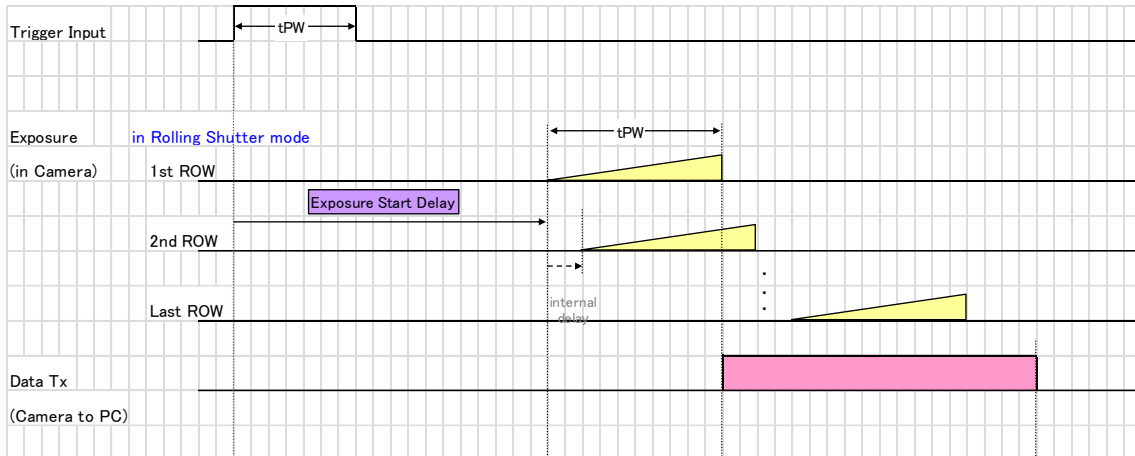 Trigger Input
tPW
Exposure
in Rolling Shutter mode
tPW
(in Camera)
1st ROW
Exposure Start Delay
2nd ROW
internal
delay
Last ROW
Data Tx
(Camera to PC)